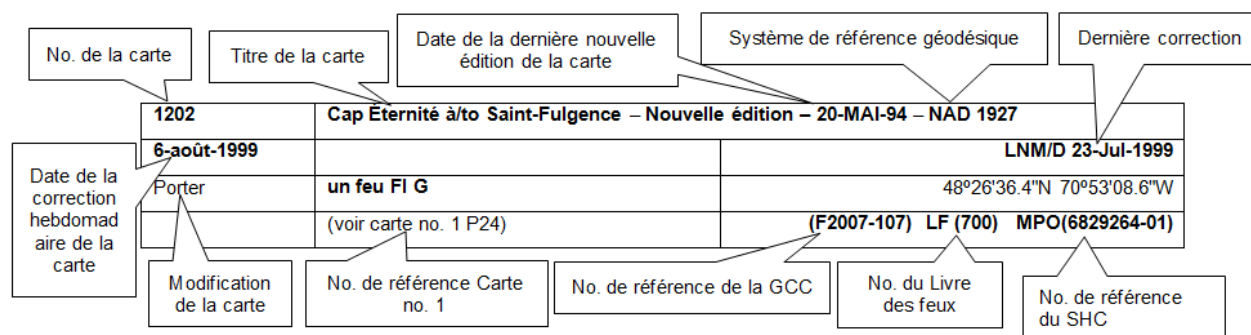 No. de la carte
Titre de la carte
Date de la dernière nouvelle
édition de la carte
Système de référence géodésique
Dernière correction
1202
Cap Éternité à/to Saint-Fulgence – Nouvelle édition – 20-MAI-94 – NAD 1927
6-août-1999
LNM/D 23-Jul-1999
Date de la
correction
hebdomad
aire de la
carte
Porter
un feu Fl G
48º26'36.4"N 70º53'08.6"W
(voir carte no. 1 P24)
(F2007-107) LF (700) MPO(6829264-01)
Modification
de la carte
No. de référence Carte
no. 1
No. de référence de la GCC
No. du Livre
des feux
No. de référence
du SHC